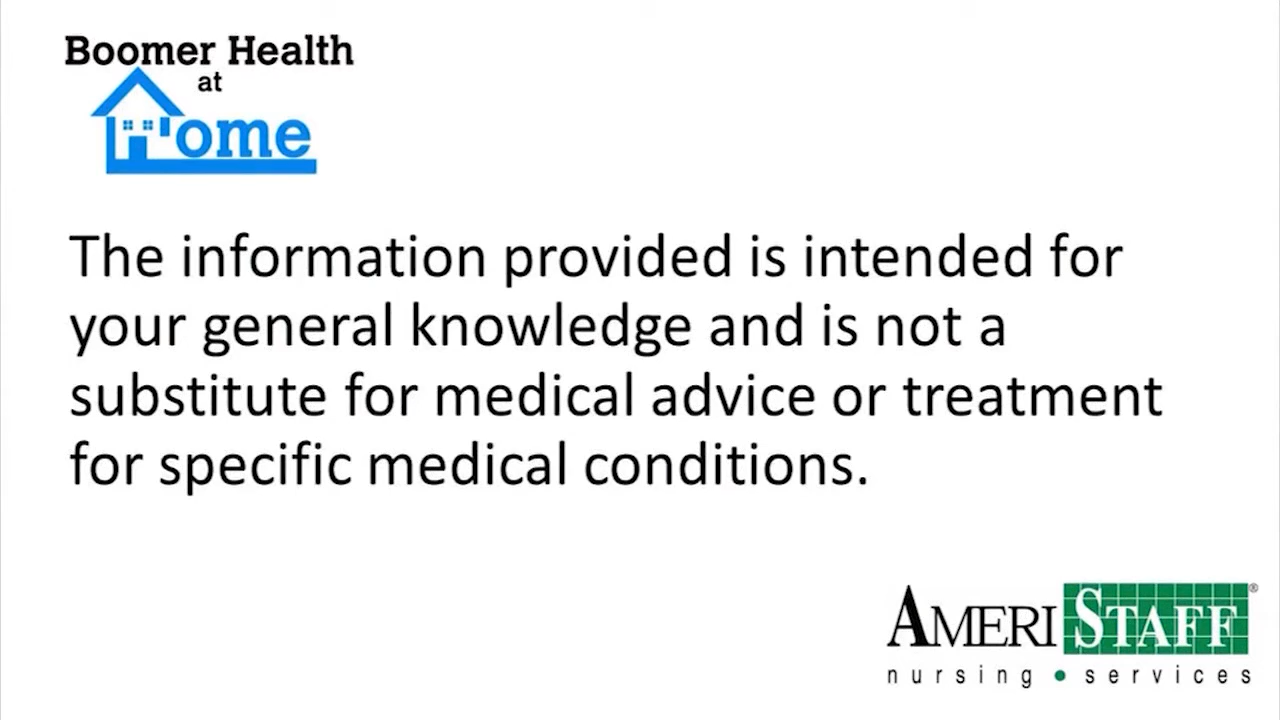 Boomer Health
at
Home
The information provided is intended for
your general knowledge and is not a
substitute for medical advice or treatment
for specific medical conditions.
AMERISTAFF®
nursing • services